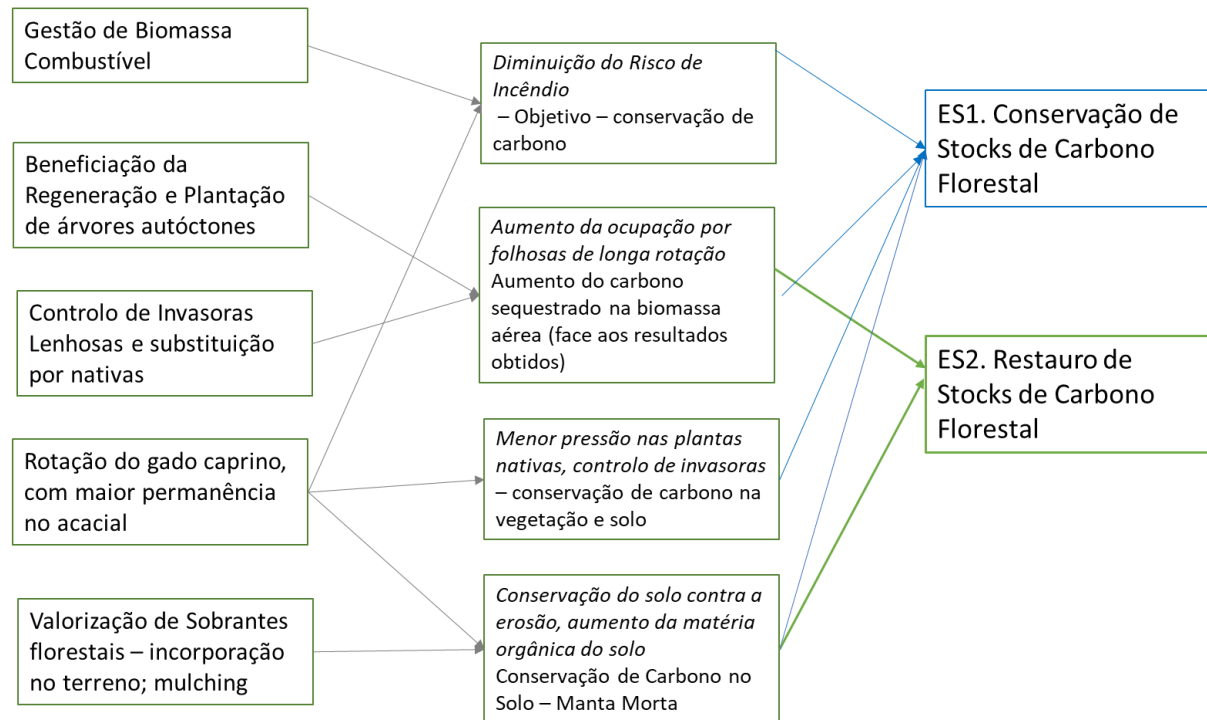 Gestão de Biomassa
Combustível
Beneficiação da
Regeneração e Plantação
de árvores autóctones
Controlo de Invasoras
Lenhosas e substituição
por nativas
Rotação do gado caprino,
com maior permanência
no acacial
Valorização de Sobrantes
florestais – incorporação
no terreno; mulching
Diminuição do Risco de
Incêndio
– Objetivo – conservação de
carbono
Aumento da ocupação por
folhosas de longa rotação
Aumento do carbono
sequestrado na biomassa
aérea (face aos resultados
obtidos)
Menor pressão nas plantas
nativas, controlo de invasoras
– conservação de carbono na
vegetação e solo
Conservação do solo contra a
erosão, aumento da matéria
orgânica do solo
Conservação de Carbono no
Solo – Manta Morta
ES1. Conservação de
Stocks de Carbono
Florestal
ES2. Restauro de
Stocks de Carbono
Florestal